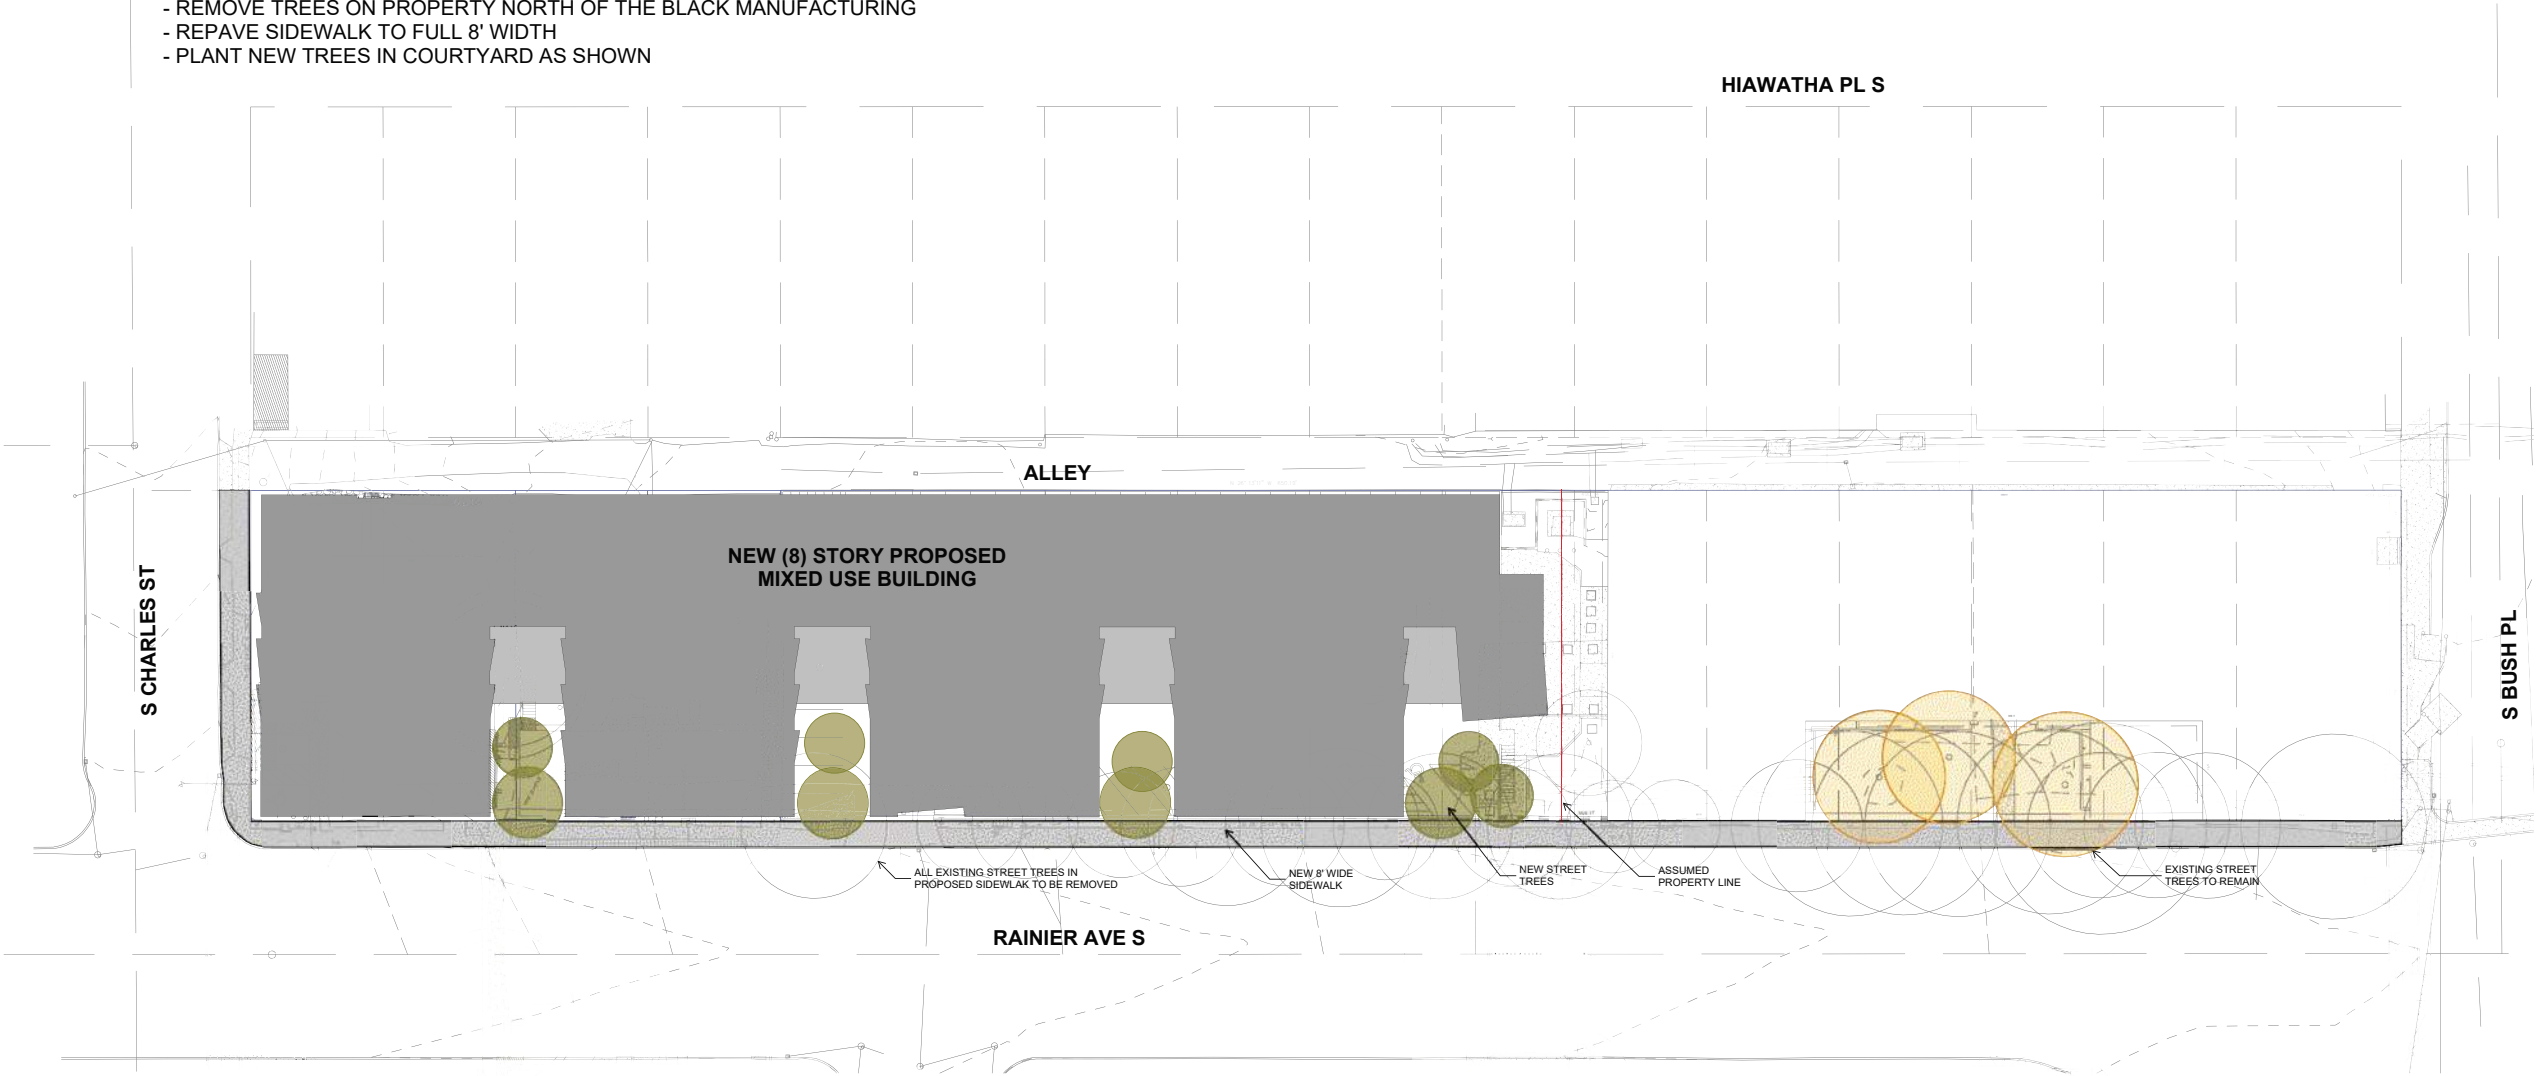 - REMOVE TREES ON PROPERTY NORTH OF THE BLACK MANUFACTURING
- REPAVE SIDEWALK TO FULL 8' WIDTH
- PLANT NEW TREES IN COURTYARD AS SHOWN
HIAWATHA PL S
ALLEY
NEW (8) STORY PROPOSED
MIXED USE BUILDING
S CHARLES ST
S BUSH PL
ALL EXISTING STREET TREES IN
PROPOSED SIDEWLAK TO BE REMOVED
NEW 8' WIDE
SIDEWALK
NEW STREET
TREES
ASSUMED
PROPERTY LINE
EXISTING STREET
TREES TO REMAIN
RAINIER AVE S